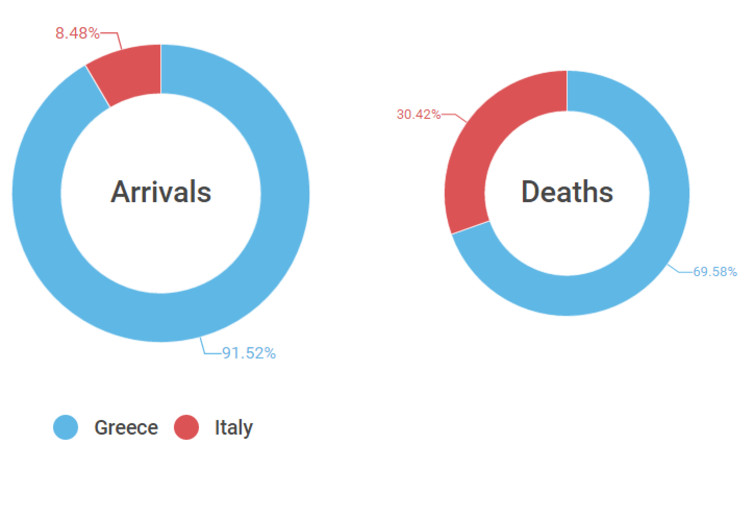 8.48%
Arrivals
91.52%
30.42%
Deaths
69.58%
Greece Italy